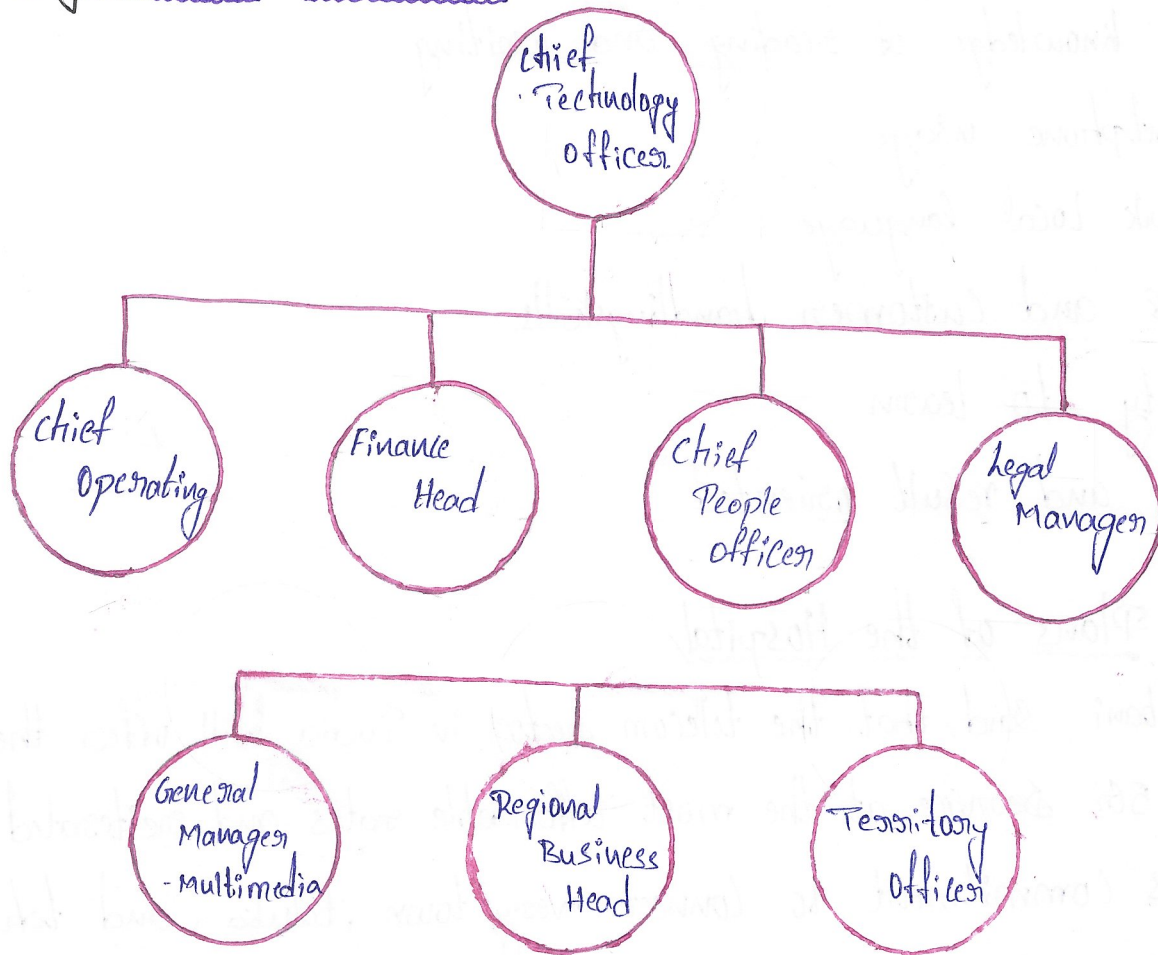 Chief
Technology
Officer
Chief
Operating
Finance
Head
Chief
People
Officer
Legal
Manager
General
Manager
-Multimedia
Regional
Business
Head
Territory
Officer